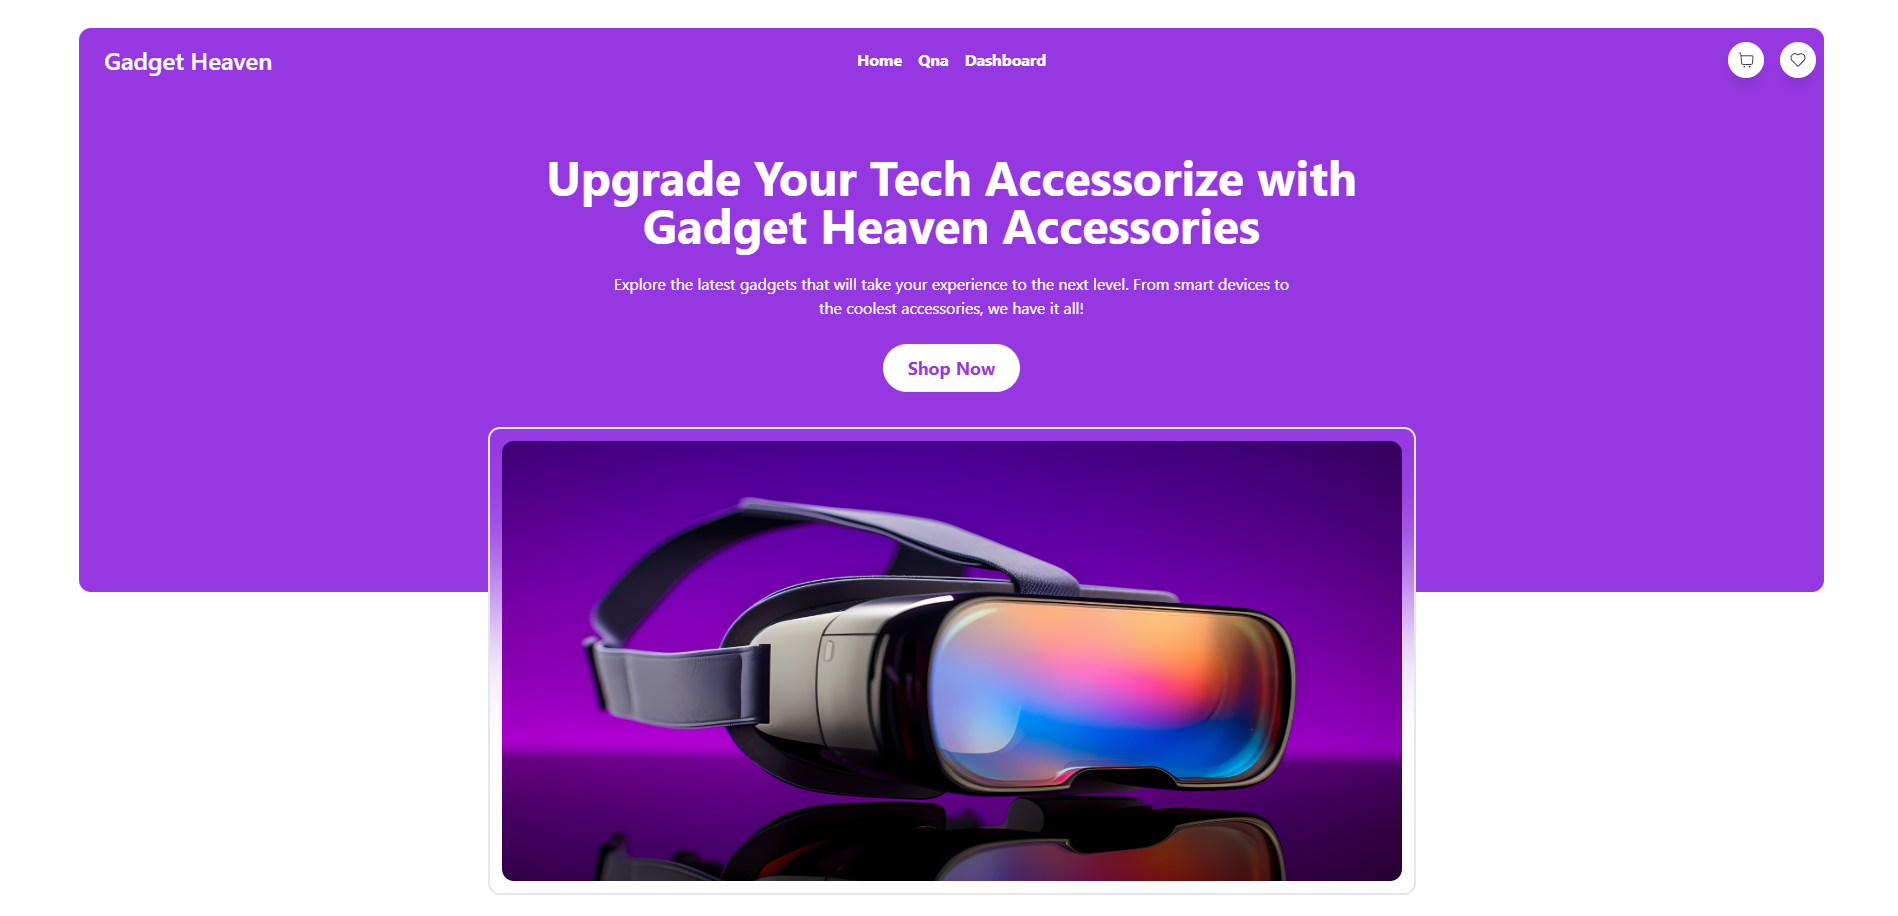 Gadget Heaven
Home Qna Dashboard
Upgrade Your Tech Accessorize with
Gadget Heaven Accessories
Explore the latest gadgets that will take your experience to the next level. From smart devices to
the coolest accessories, we have it all!
Shop Now